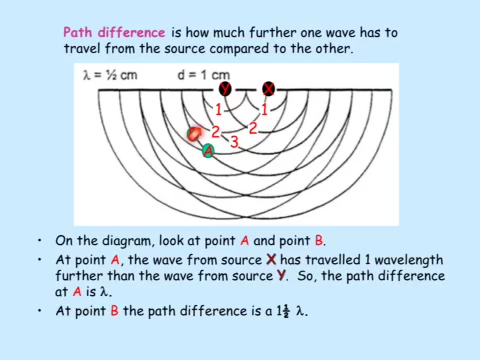 Path difference is how much further one wave has to
travel from the source compared to the other.
λ = ½ cm d = 1 cm
Y X
1 1
2 2
3
A
• On the diagram, look at point A and point B.
• At point A, the wave from source X has travelled 1 wavelength
further than the wave from source Y. So, the path difference
at A is λ.
• At point B the path difference is a 1½ λ.